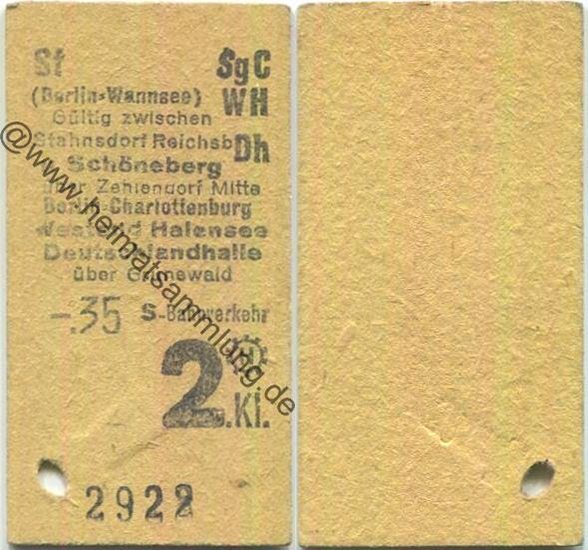 St SgC
(Berlin=Wannsee) WH
Gültig zwischen
Stahnsdorf Reichsb Dh
Schöneberg
über Zehlendorf Mitte
Berlin-Charlottenburg
Westend Halensee
Deutschlandhalle
über Grunewald
-.35 S-Bahnverkehr
2.Kl.
2922
@www.heimatsammlung.de